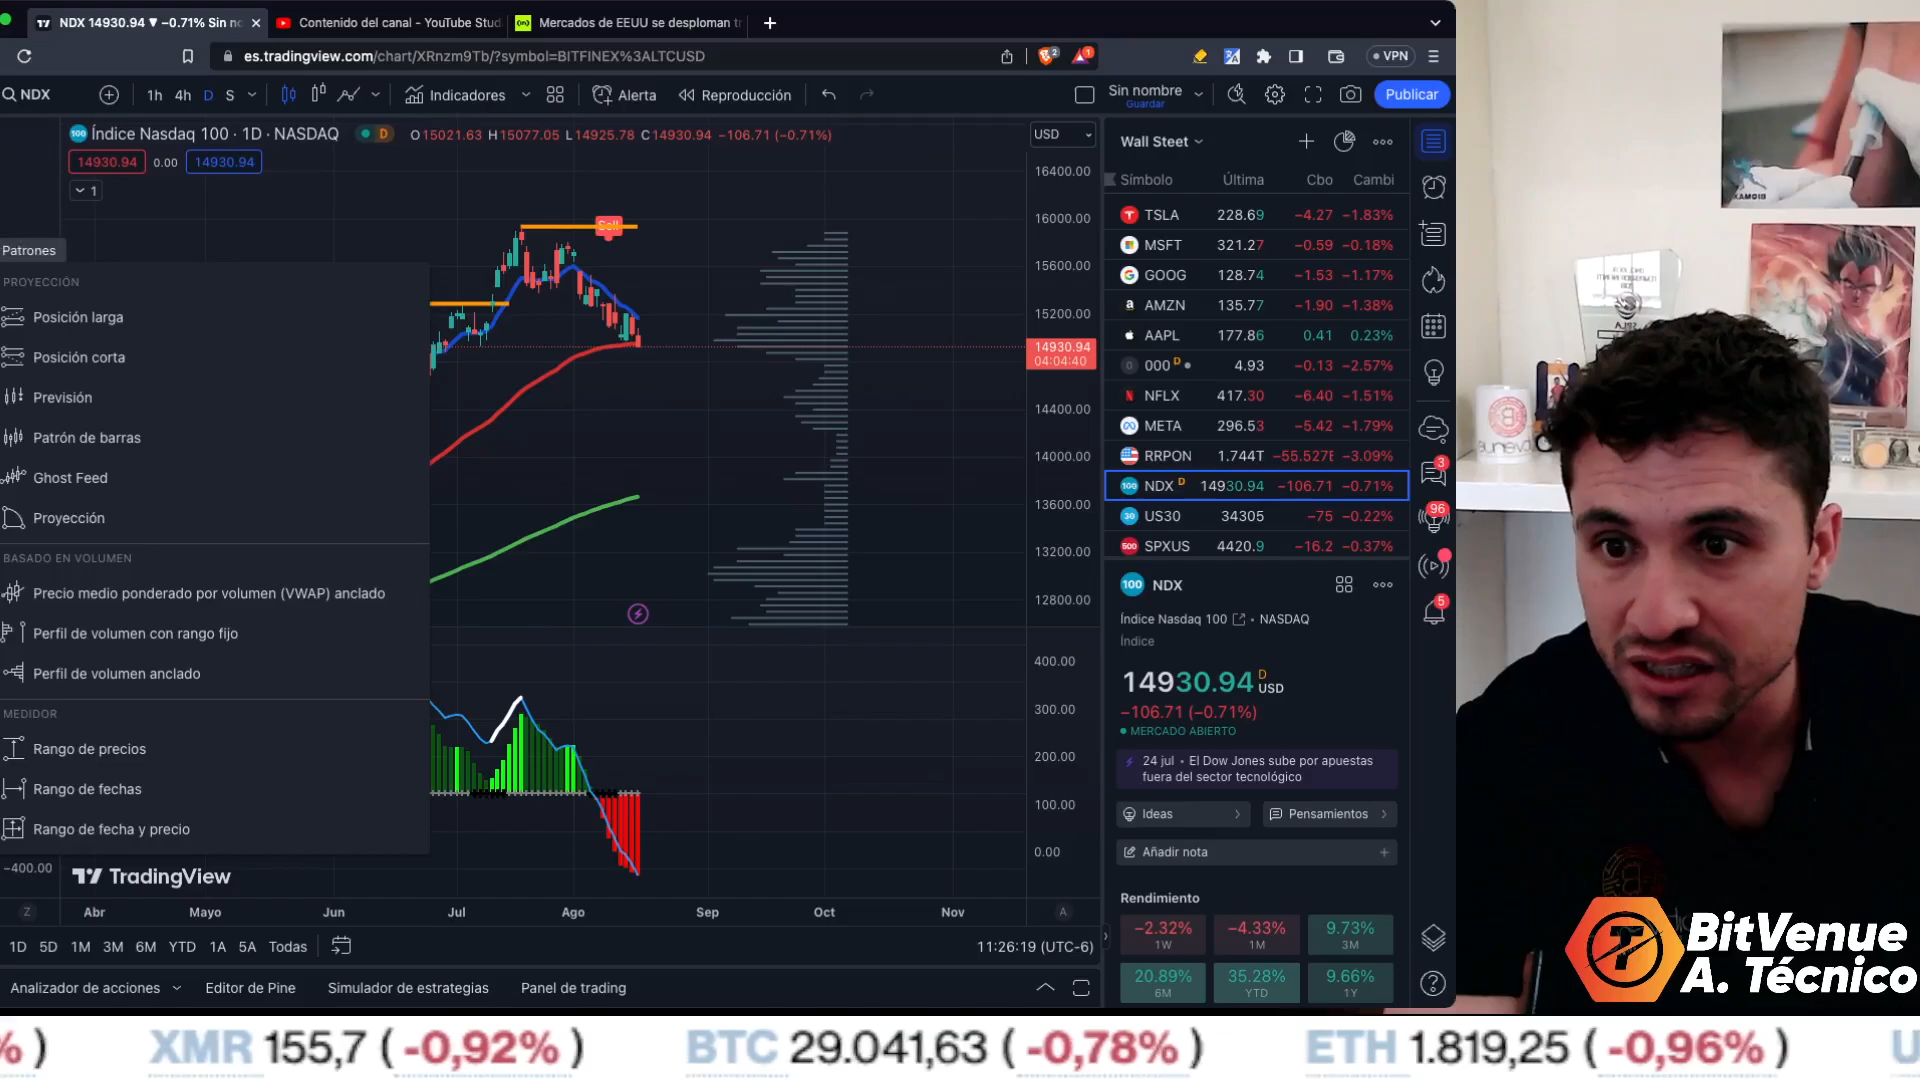 NDX 14930.94 ▼ −0.71% Sin no
Contenido del canal - YouTube Stud
Mercados de EEUU se desploman t
es.tradingview.com/chart/XRnzm9Tb/?symbol=BITFINEX%3ALTCUSD
2
1
VPN
NDX
1h 4h D S
Indicadores
Alerta
Reproducción
Sin nombre
Guardar
Publicar
Índice Nasdaq 100 · 1D · NASDAQ
D
O15021.63 H15077.05 L14925.78 C14930.94 −106.71 (−0.71%)
14930.94 0.00 14930.94
1
USD
16400.00
16000.00
15600.00
15200.00
14930.94
04:04:40
14400.00
14000.00
13600.00
13200.00
12800.00
400.00
300.00
200.00
100.00
0.00
Sell
Patrones
PROYECCIÓN
Posición larga
Posición corta
Previsión
Patrón de barras
Ghost Feed
Proyección
BASADO EN VOLUMEN
Precio medio ponderado por volumen (VWAP) anclado
Perfil de volumen con rango fijo
Perfil de volumen anclado
MEDIDOR
Rango de precios
Rango de fechas
Rango de fecha y precio
−400.00
TradingView
Z Abr Mayo Jun Jul Ago Sep Oct Nov A
1D 5D 1M 3M 6M YTD 1A 5A Todas
11:26:19 (UTC-6)
Analizador de acciones
Editor de Pine
Simulador de estrategias
Panel de trading
Wall Steet
Símbolo Última Cbo Cambi
TSLA 228.69 −4.27 −1.83%
MSFT 321.27 −0.59 −0.18%
GOOG 128.74 −1.53 −1.17%
AMZN 135.77 −1.90 −1.38%
AAPL 177.86 0.41 0.23%
000 D 4.93 −0.13 −2.57%
NFLX 417.30 −6.40 −1.51%
META 296.53 −5.42 −1.79%
RRPON 1.744T −55.527B −3.09%
100 NDX D 14930.94 −106.71 −0.71%
30 US30 34305 −75 −0.22%
500 SPXUS 4420.9 −16.2 −0.37%
100 NDX
Índice Nasdaq 100 • NASDAQ
Índice
14930.94 D USD
−106.71 (−0.71%)
MERCADO ABIERTO
24 jul • El Dow Jones sube por apuestas
fuera del sector tecnológico
Ideas
Pensamientos
Añadir nota
Rendimiento
−2.32% −4.33% 9.73%
1W 1M 3M
20.89% 35.28% 9.66%
6M YTD 1Y
3
96
5
BitVenue
A. Técnico
%) XMR 155,7 (-0,92%) BTC 29.041,63 (-0,78%) ETH 1.819,25 (-0,96%) U